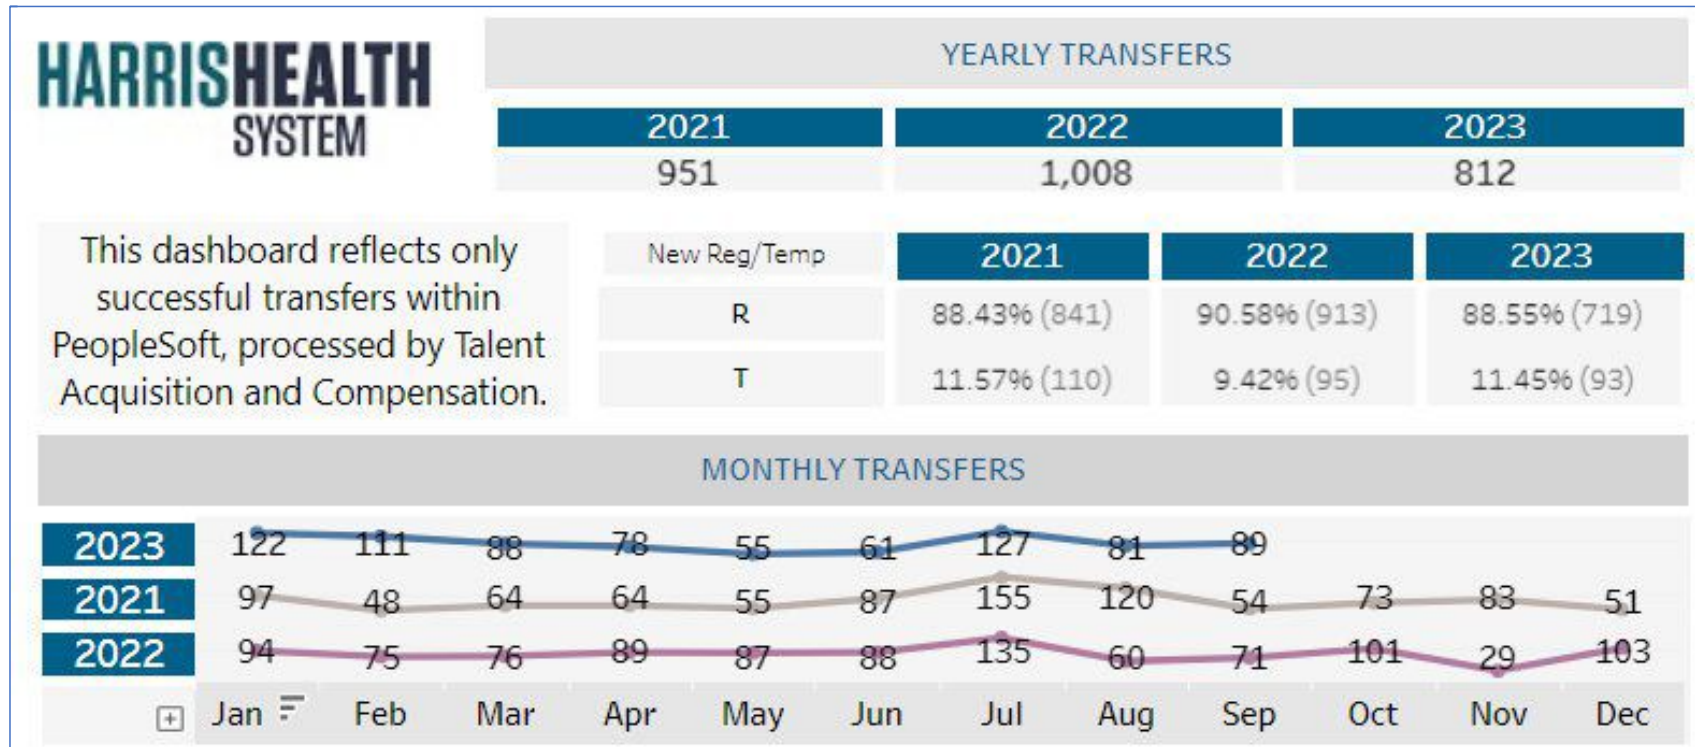 HARRISHEALTH
SYSTEM
YEARLY TRANSFERS
2021 2022 2023
951 1,008 812
This dashboard reflects only
successful transfers within
PeopleSoft, processed by Talent
Acquisition and Compensation.
New Reg/Temp 2021 2022 2023
R 88.43% (841) 90.58% (913) 88.55% (719)
T 11.57% (110) 9.42% (95) 11.45% (93)
MONTHLY TRANSFERS
2023 122 111 88 78 55 61 127 81 89
2021 97 48 64 64 55 87 155 120 54 73 83 51
2022 94 75 76 89 87 88 135 60 71 101 29 103
Jan Feb Mar Apr May Jun Jul Aug Sep Oct Nov Dec